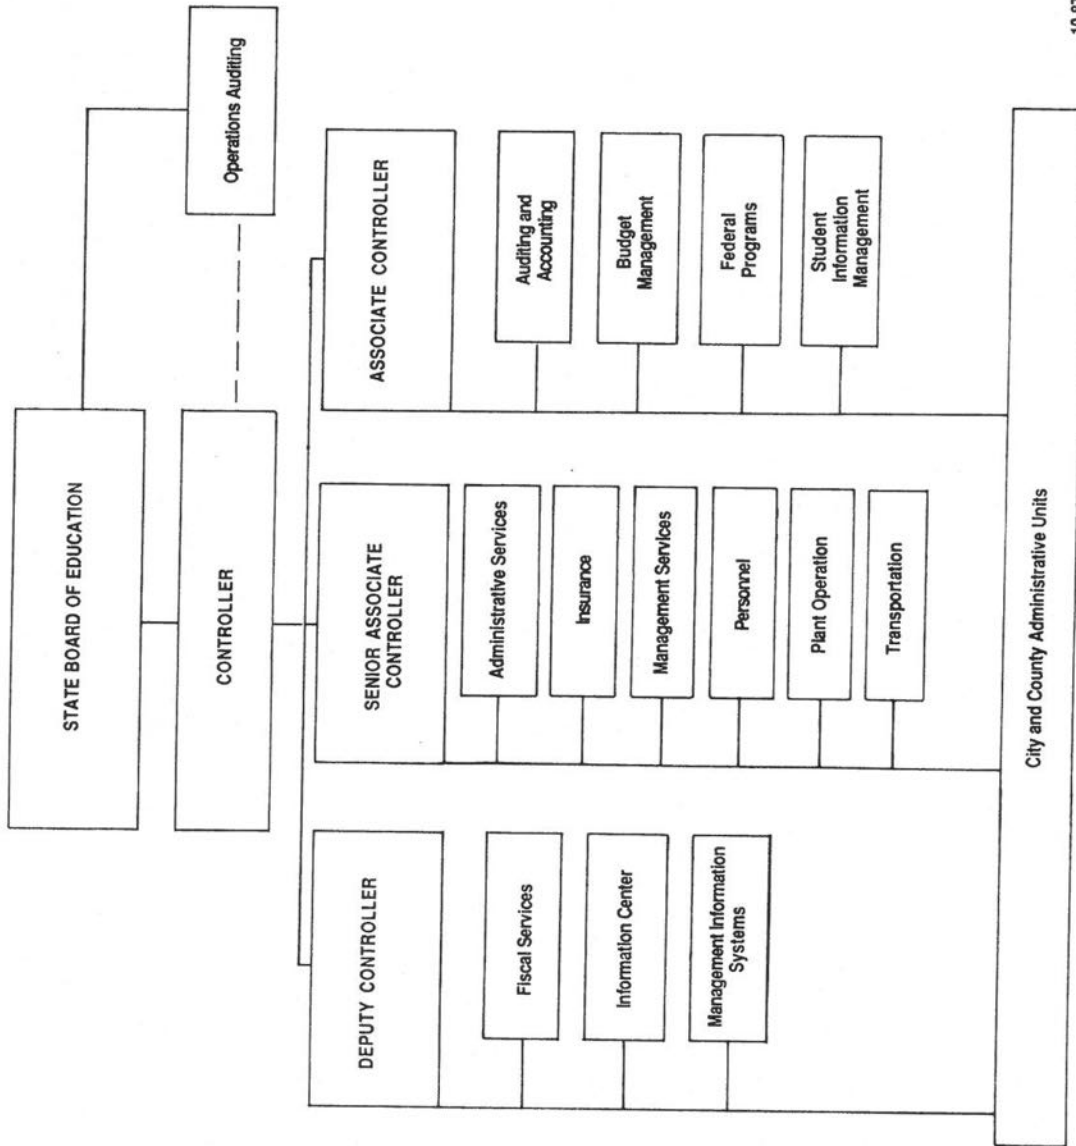 STATE BOARD OF EDUCATION
Operations Auditing
CONTROLLER
DEPUTY CONTROLLER
Fiscal Services
Information Center
Management Information
Systems
SENIOR ASSOCIATE
CONTROLLER
Administrative Services
Insurance
Management Services
Personnel
Plant Operation
Transportation
ASSOCIATE CONTROLLER
Auditing and
Accounting
Budget
Management
Federal
Programs
Student
Information
Management
City and County Administrative Units